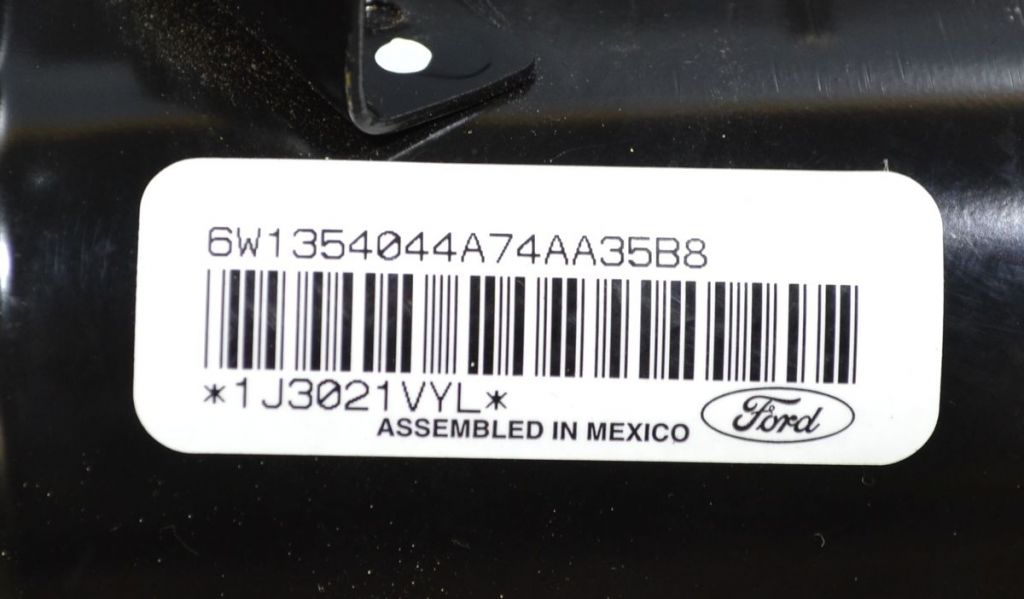 6W1354044A74AA35B8
*1J3021VYL*
ASSEMBLED IN MEXICO
Ford